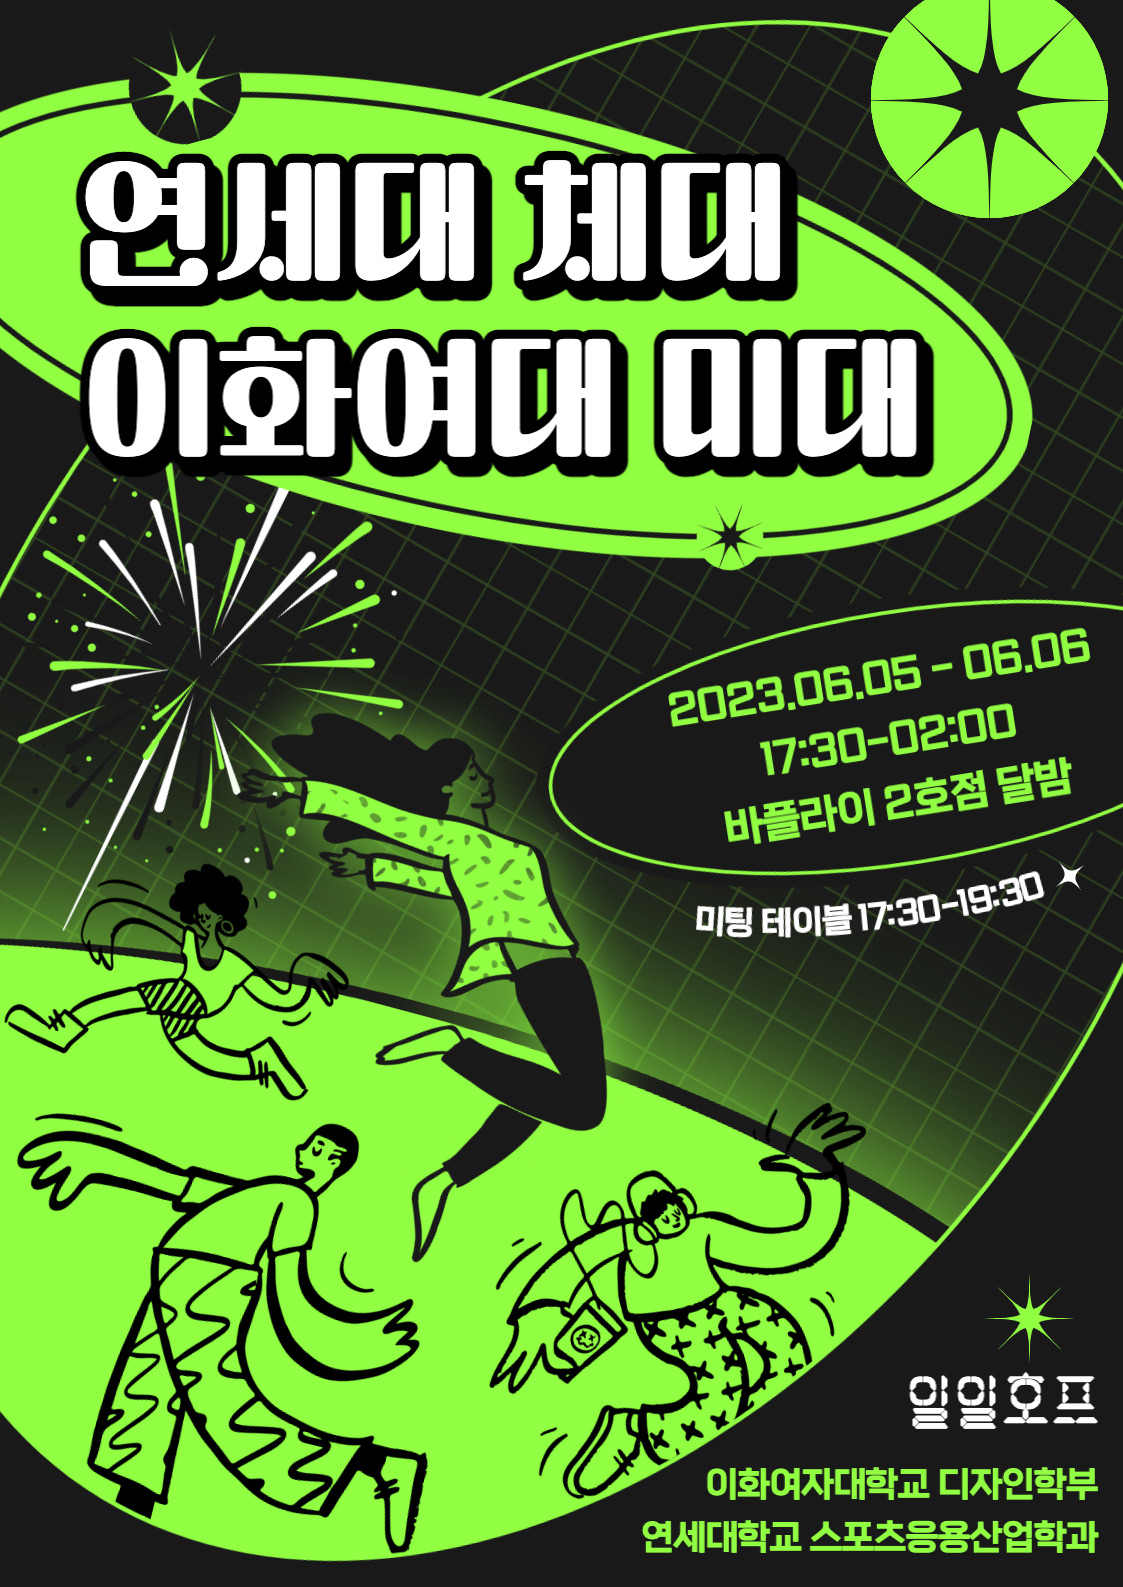 연세대 체대
이화여대 미대
2023.06.05 - 06.06
17:30-02:00
바플라이 2호점 달밤
미팅 테이블 17:30-19:30
일일호프
이화여자대학교 디자인학부
연세대학교 스포츠응용산업학과